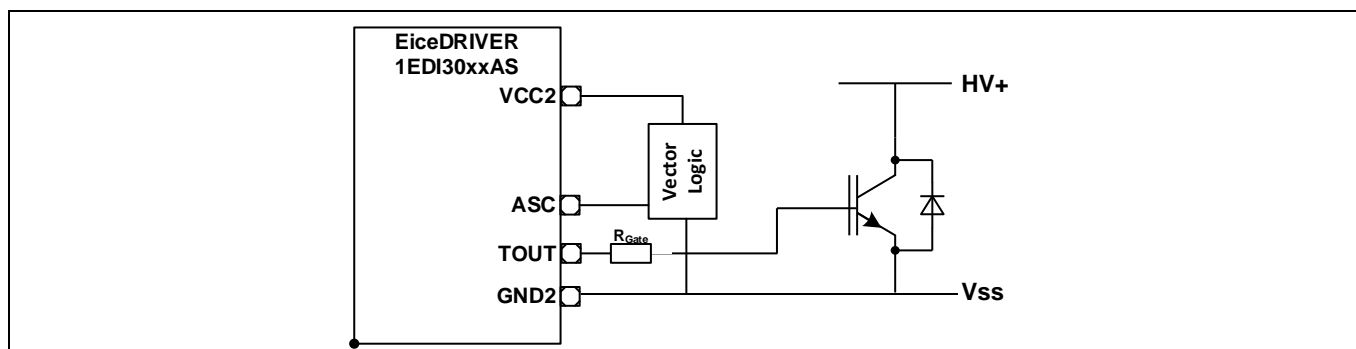 EiceDRIVER
1EDI30xxAS
VCC2
HV+
Vector
Logic
ASC
RGate
TOUT
GND2
Vss